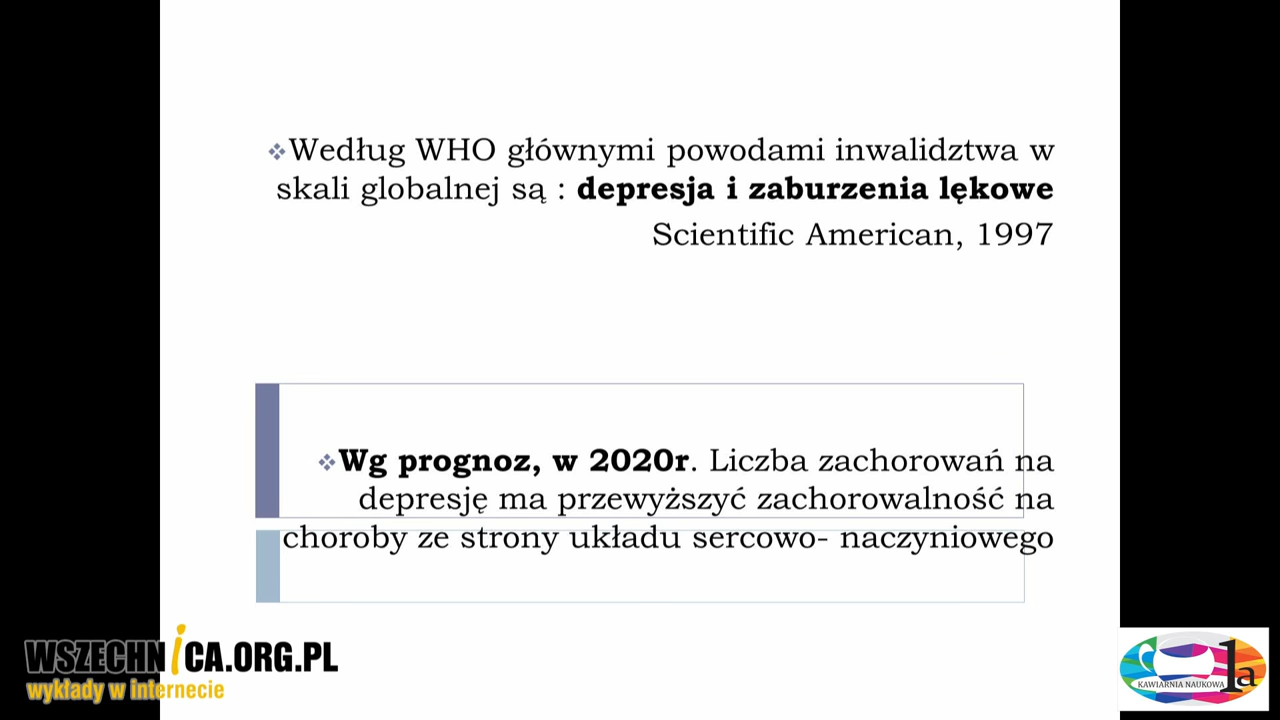 ❖Według WHO głównymi powodami inwalidztwa w
skali globalnej są : depresja i zaburzenia lękowe
Scientific American, 1997
❖Wg prognoz, w 2020r. Liczba zachorowań na
depresję ma przewyższyć zachorowalność na
choroby ze strony układu sercowo- naczyniowego
WSZECHNiCA.ORG.PL
wykłady w internecie
KAWIARNIA NAUKOWA 1a